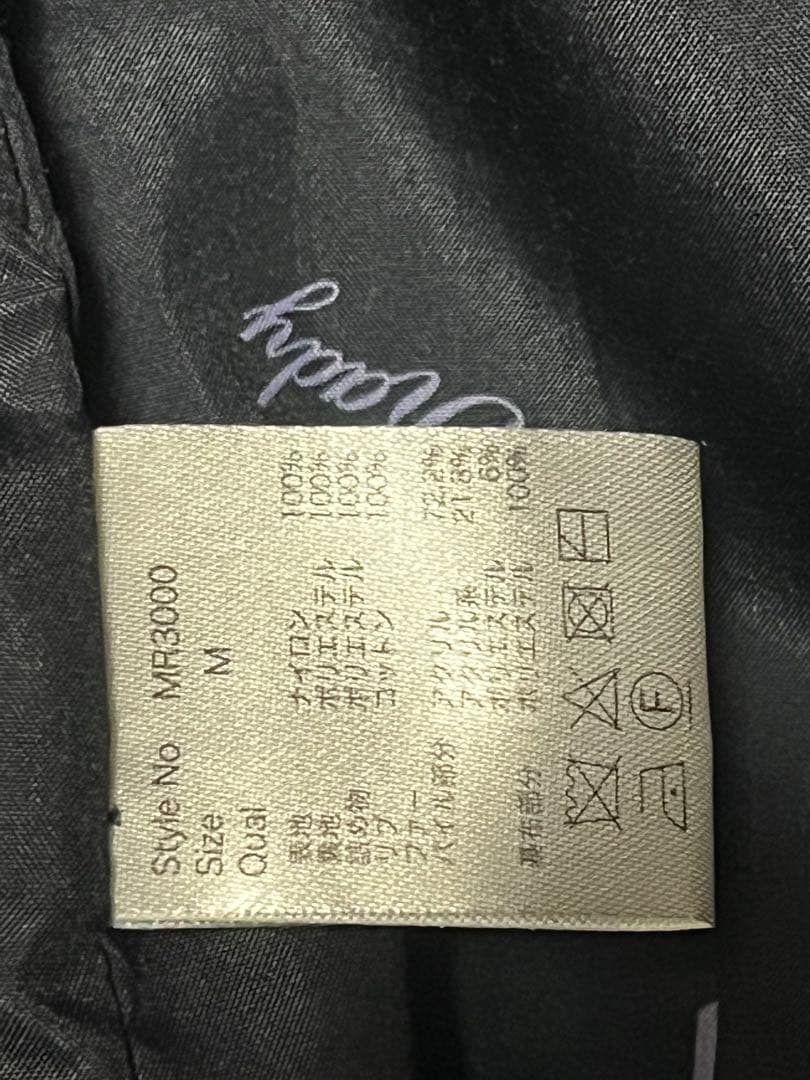 Rady
Style No MR3000
Size M
Qual
表地 ナイロン 100%
裏地 ポリエステル 100%
詰め物 ポリエステル 100%
リブ コットン 100%
ファー
パイル部分 アクリル 72.2%
アクリル系 21.8%
ポリエステル 6%
基布部分 ポリエステル 100%
F